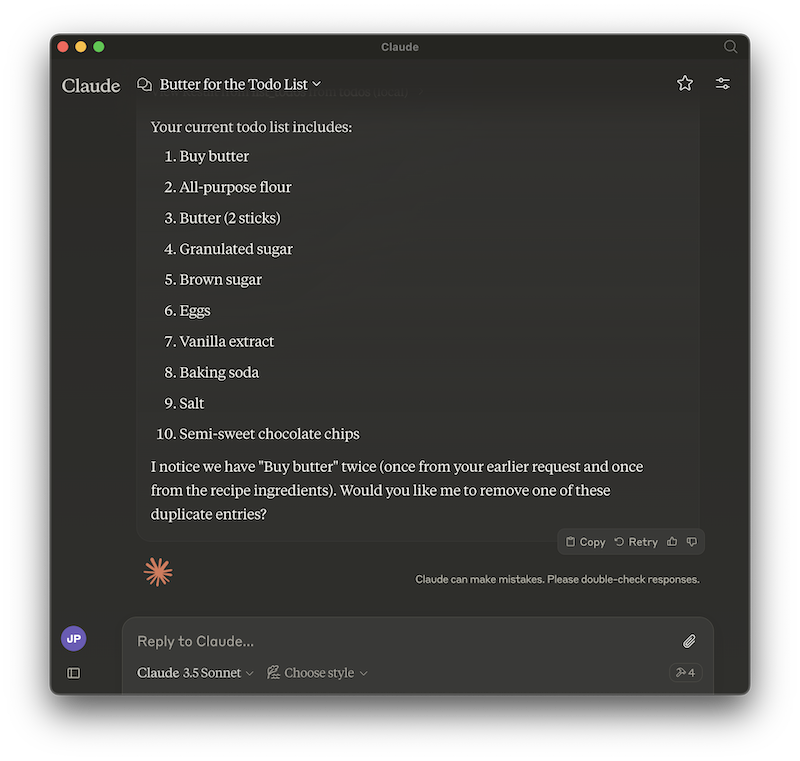 Claude
Claude
Butter for the Todo List
Your current todo list includes:
1. Buy butter
2. All-purpose flour
3. Butter (2 sticks)
4. Granulated sugar
5. Brown sugar
6. Eggs
7. Vanilla extract
8. Baking soda
9. Salt
10. Semi-sweet chocolate chips
I notice we have "Buy butter" twice (once from your earlier request and once
from the recipe ingredients). Would you like me to remove one of these
duplicate entries?
Copy Retry
Claude can make mistakes. Please double-check responses.
JP
Reply to Claude...
Claude 3.5 Sonnet Choose style 4